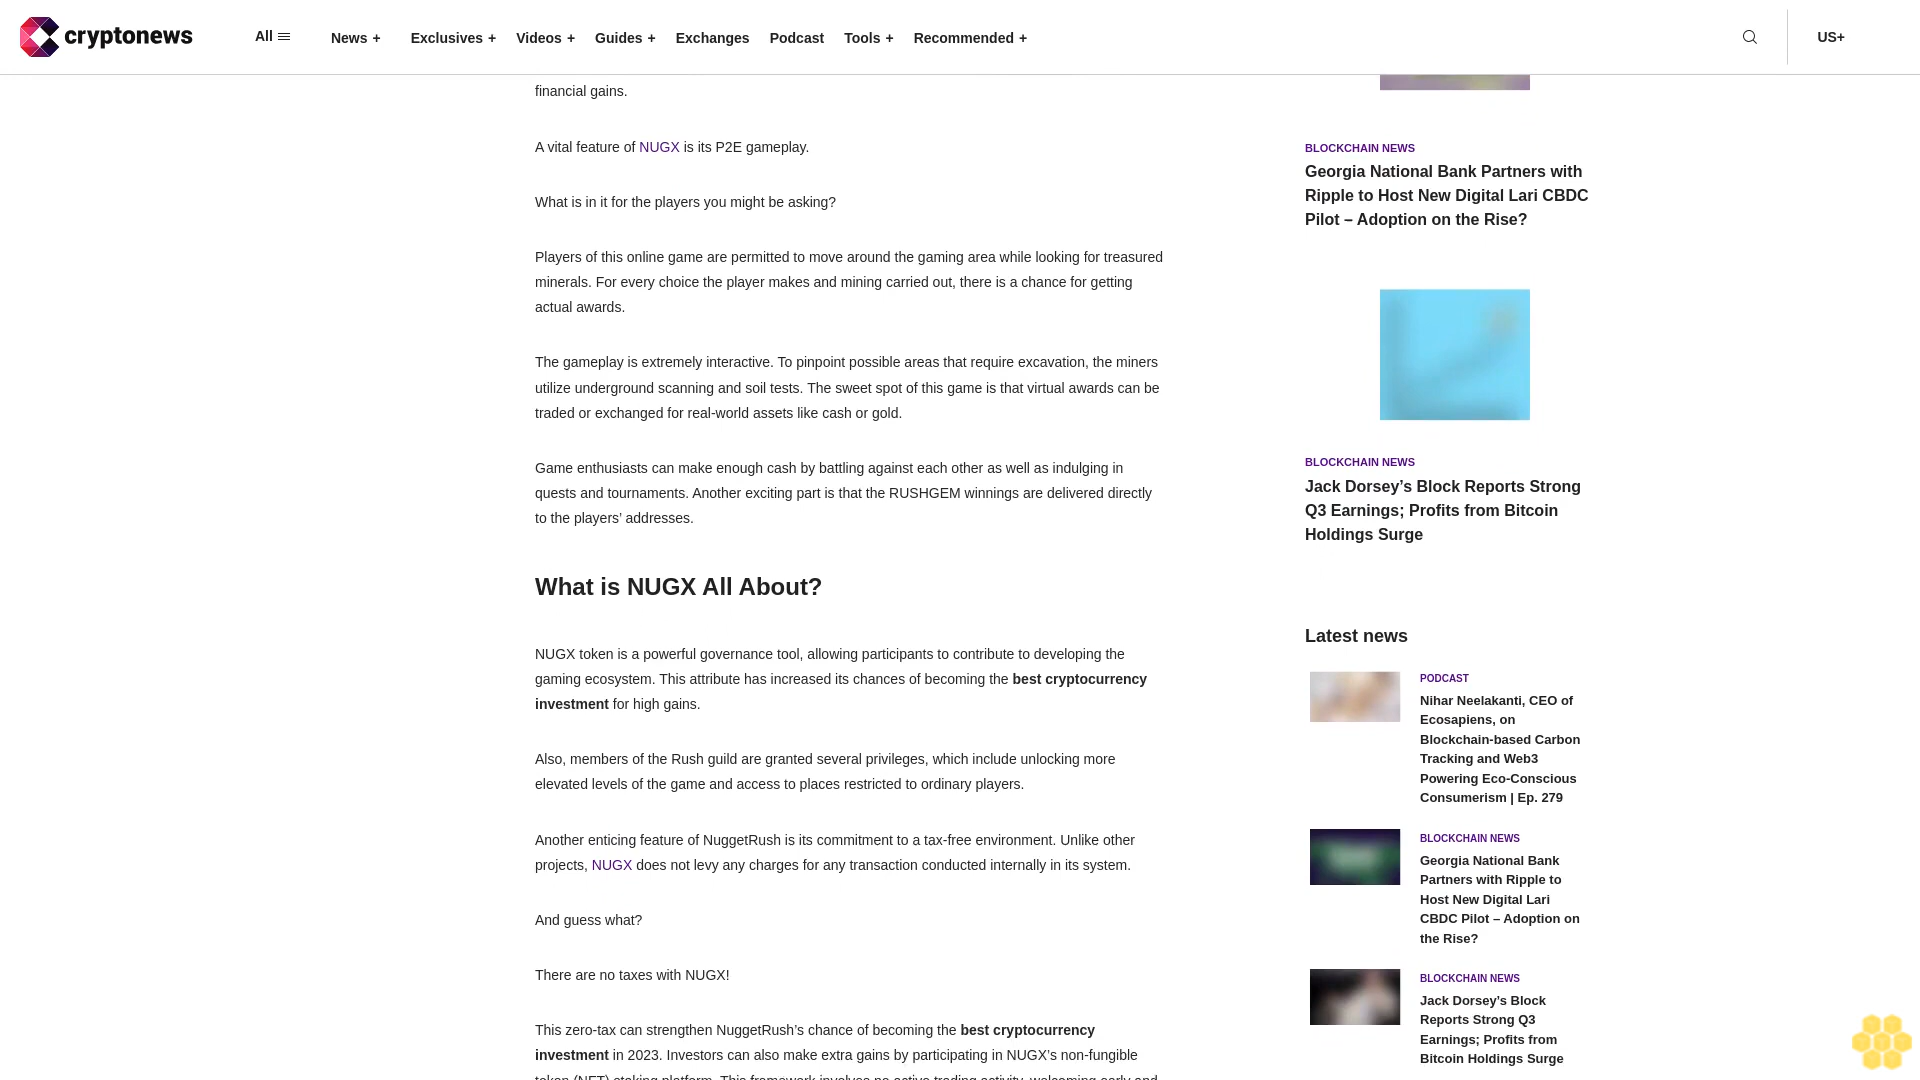 cryptonews
All
News +
Exclusives +
Videos +
Guides +
Exchanges
Podcast
Tools +
Recommended +
US+
financial gains.
A vital feature of NUGX is its P2E gameplay.
What is in it for the players you might be asking?
Players of this online game are permitted to move around the gaming area while looking for treasured
minerals. For every choice the player makes and mining carried out, there is a chance for getting
actual awards.
The gameplay is extremely interactive. To pinpoint possible areas that require excavation, the miners
utilize underground scanning and soil tests. The sweet spot of this game is that virtual awards can be
traded or exchanged for real-world assets like cash or gold.
Game enthusiasts can make enough cash by battling against each other as well as indulging in
quests and tournaments. Another exciting part is that the RUSHGEM winnings are delivered directly
to the players’ addresses.
What is NUGX All About?
NUGX token is a powerful governance tool, allowing participants to contribute to developing the
gaming ecosystem. This attribute has increased its chances of becoming the best cryptocurrency
investment for high gains.
Also, members of the Rush guild are granted several privileges, which include unlocking more
elevated levels of the game and access to places restricted to ordinary players.
Another enticing feature of NuggetRush is its commitment to a tax-free environment. Unlike other
projects, NUGX does not levy any charges for any transaction conducted internally in its system.
And guess what?
There are no taxes with NUGX!
This zero-tax can strengthen NuggetRush’s chance of becoming the best cryptocurrency
investment in 2023. Investors can also make extra gains by participating in NUGX’s non-fungible
token (NFT) staking platform. This framework involves no active trading activity, welcoming early and
BLOCKCHAIN NEWS
Georgia National Bank Partners with
Ripple to Host New Digital Lari CBDC
Pilot – Adoption on the Rise?
BLOCKCHAIN NEWS
Jack Dorsey’s Block Reports Strong
Q3 Earnings; Profits from Bitcoin
Holdings Surge
Latest news
PODCAST
Nihar Neelakanti, CEO of
Ecosapiens, on
Blockchain-based Carbon
Tracking and Web3
Powering Eco-Conscious
Consumerism | Ep. 279
BLOCKCHAIN NEWS
Georgia National Bank
Partners with Ripple to
Host New Digital Lari
CBDC Pilot – Adoption on
the Rise?
BLOCKCHAIN NEWS
Jack Dorsey’s Block
Reports Strong Q3
Earnings; Profits from
Bitcoin Holdings Surge